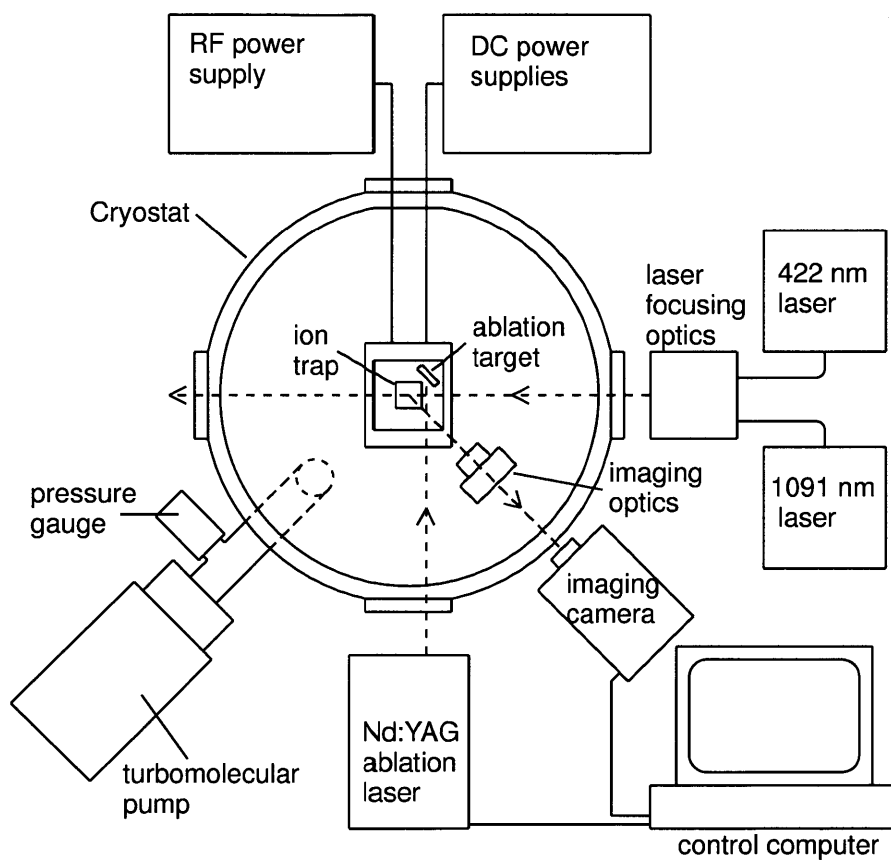 RF power
supply
DC power
supplies
Cryostat
ion
trap
ablation
target
laser
focusing
optics
422 nm
laser
1091 nm
laser
imaging
optics
pressure
gauge
imaging
camera
turbomolecular
pump
Nd:YAG
ablation
laser
control computer